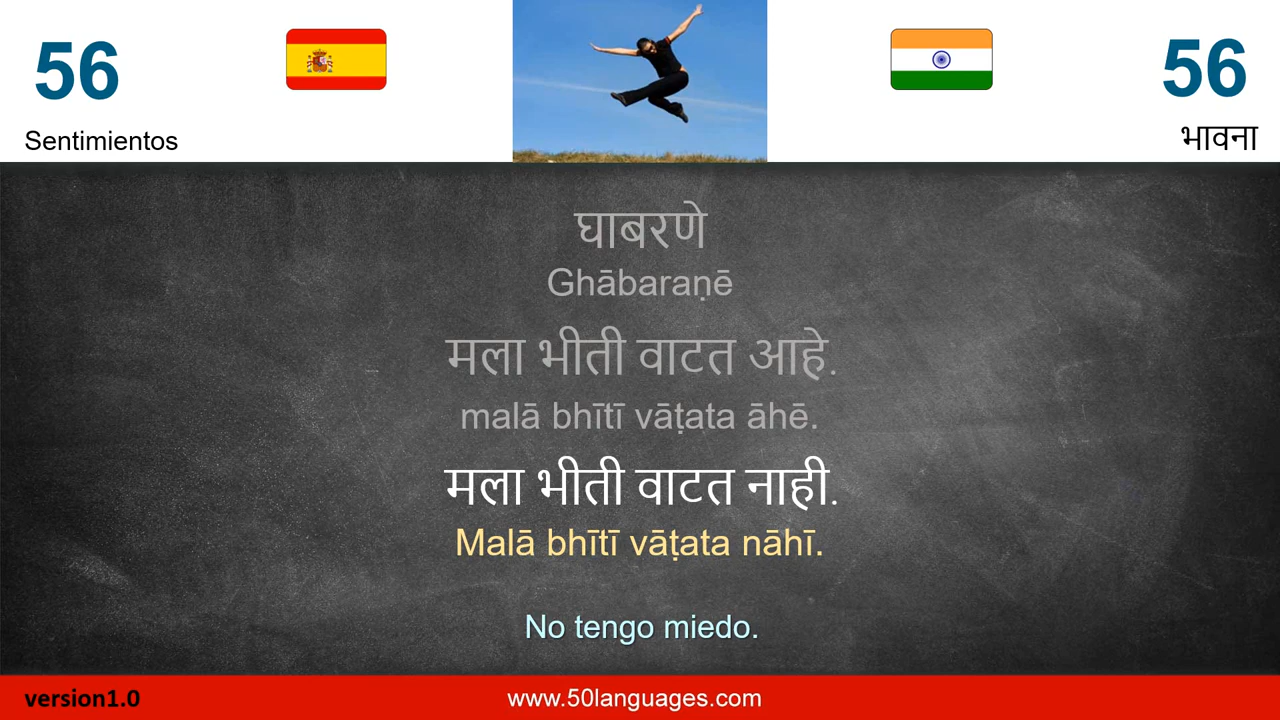 56
56
Sentimientos
भावना
घाबरणे
Ghābaraṇē
मला भीती वाटत आहे.
malā bhītī vāṭata āhē.
मला भीती वाटत नाही.
Malā bhītī vāṭata nāhī.
No tengo miedo.
version1.0
www.50languages.com